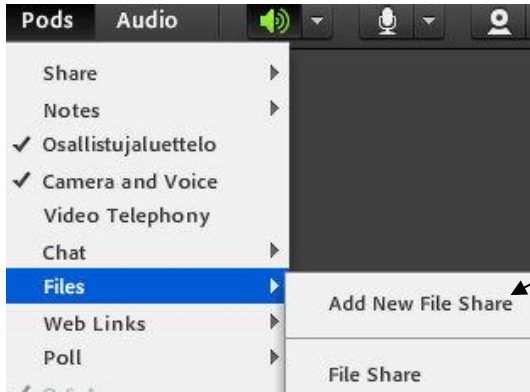 Pods Audio
Share
Notes
Osallistujaluettelo
Camera and Voice
Video Telephony
Chat
Files
Add New File Share
Web Links
Poll
File Share